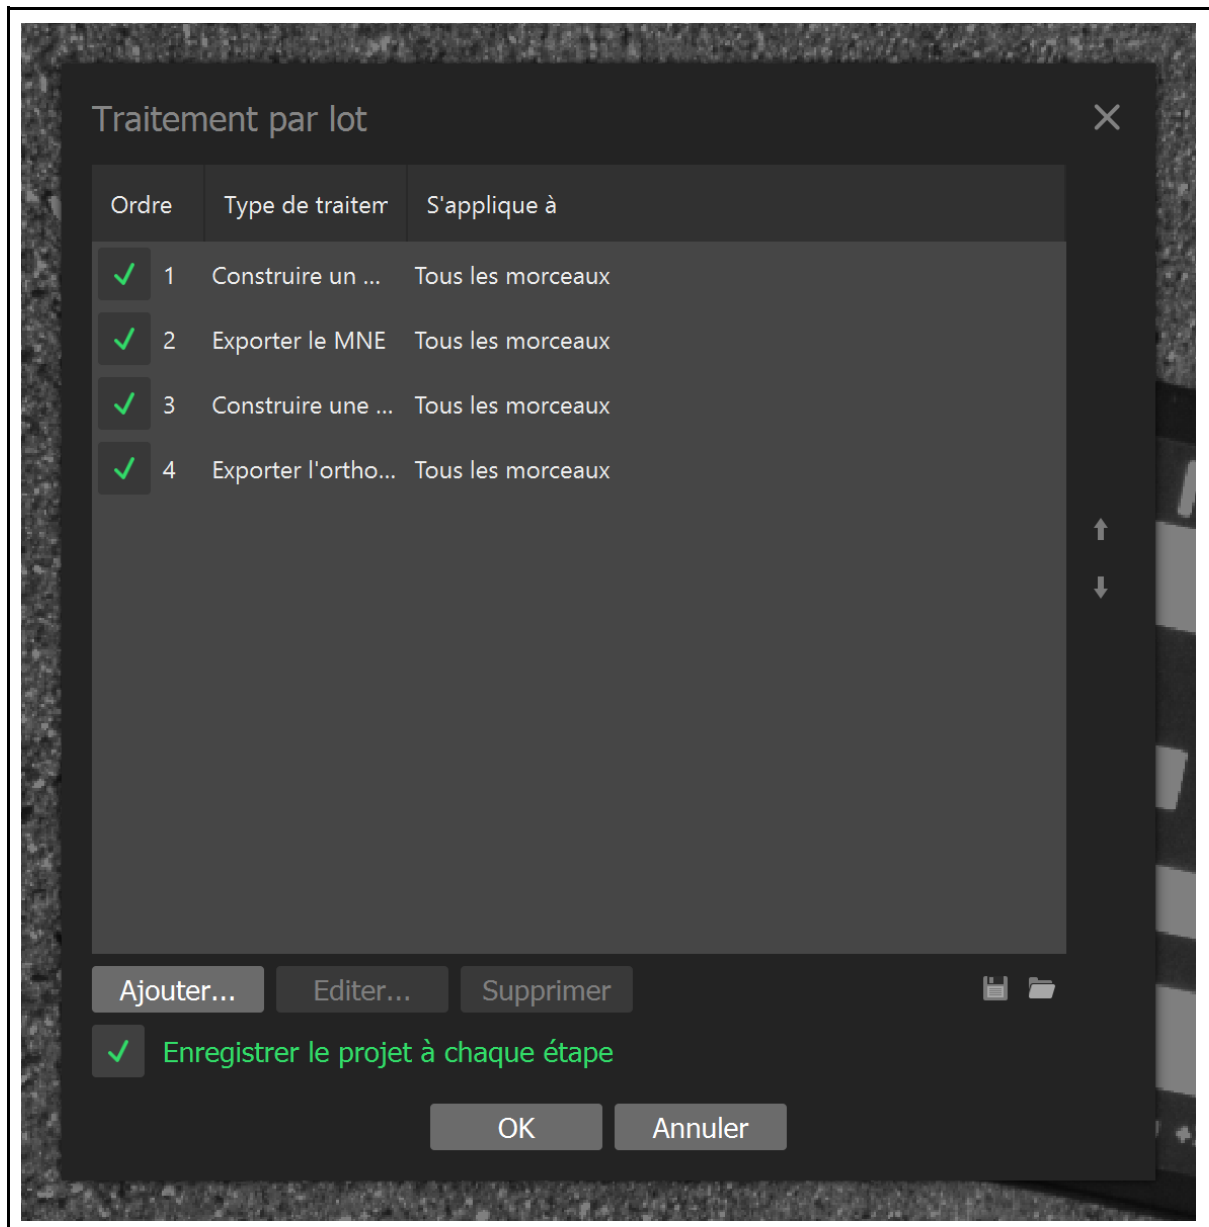 Traitement par lot
Ordre Type de traitem S'applique à
1 Construire un ... Tous les morceaux
2 Exporter le MNE Tous les morceaux
3 Construire une ... Tous les morceaux
4 Exporter l'ortho... Tous les morceaux
Ajouter... Editer... Supprimer
Enregistrer le projet à chaque étape
OK Annuler